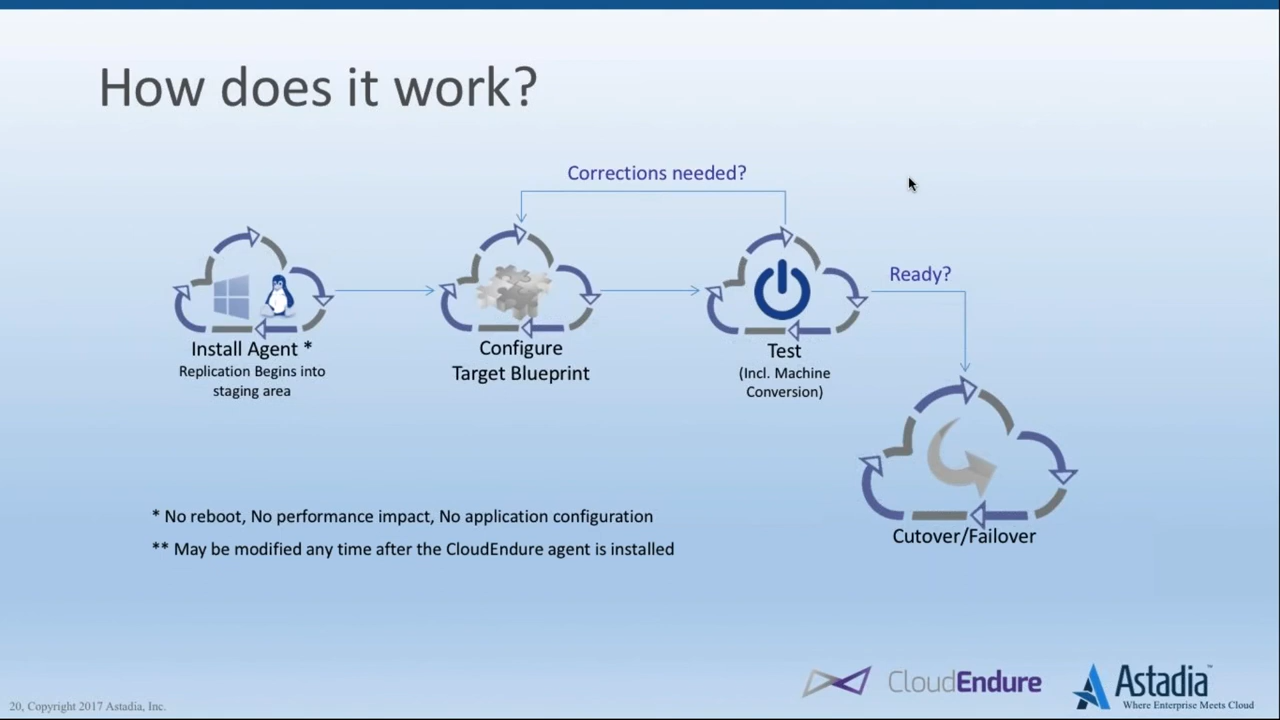 How does it work?
Corrections needed?
Ready?
Install Agent *
Replication Begins into
staging area
Configure
Target Blueprint
Test
(Incl. Machine
Conversion)
Cutover/Failover
* No reboot, No performance impact, No application configuration
** May be modified any time after the CloudEndure agent is installed
CloudEndure
Astadia™
Where Enterprise Meets Cloud
20, Copyright 2017 Astadia, Inc.